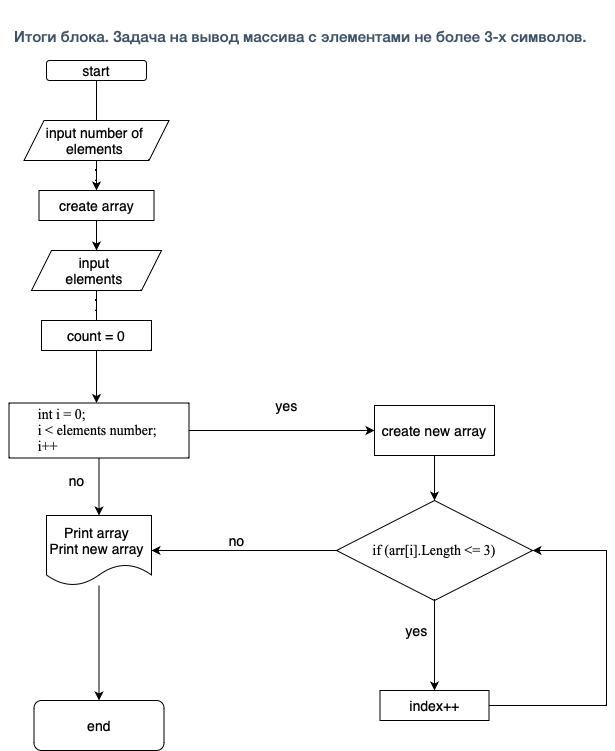 Итоги блока. Задача на вывод массива с элементами не более 3-х символов.
start
input number of
elements
create array
input
elements
count = 0
int i = 0;
i < elements number;
i++
yes
create new array
no
Print array
Print new array
no
if (arr[i].Length <= 3)
yes
index++
end